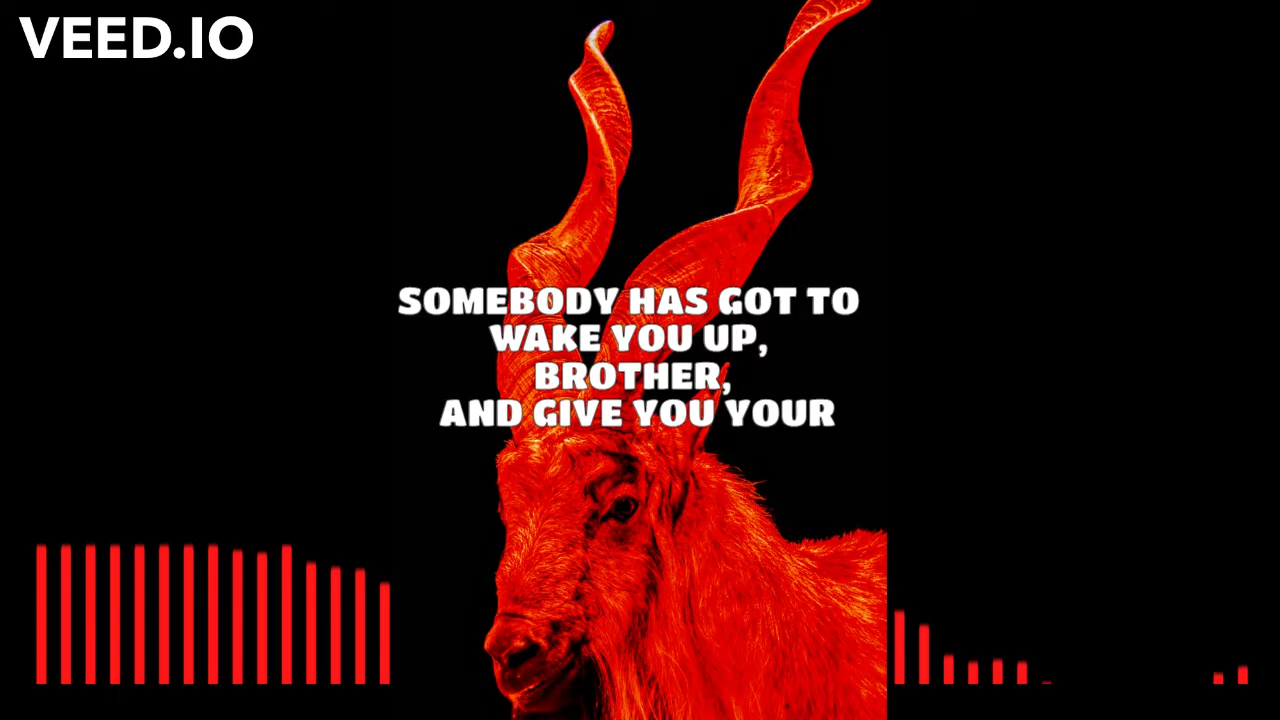 VEED.IO
SOMEBODY HAS GOT TO
WAKE YOU UP,
BROTHER,
AND GIVE YOU YOUR